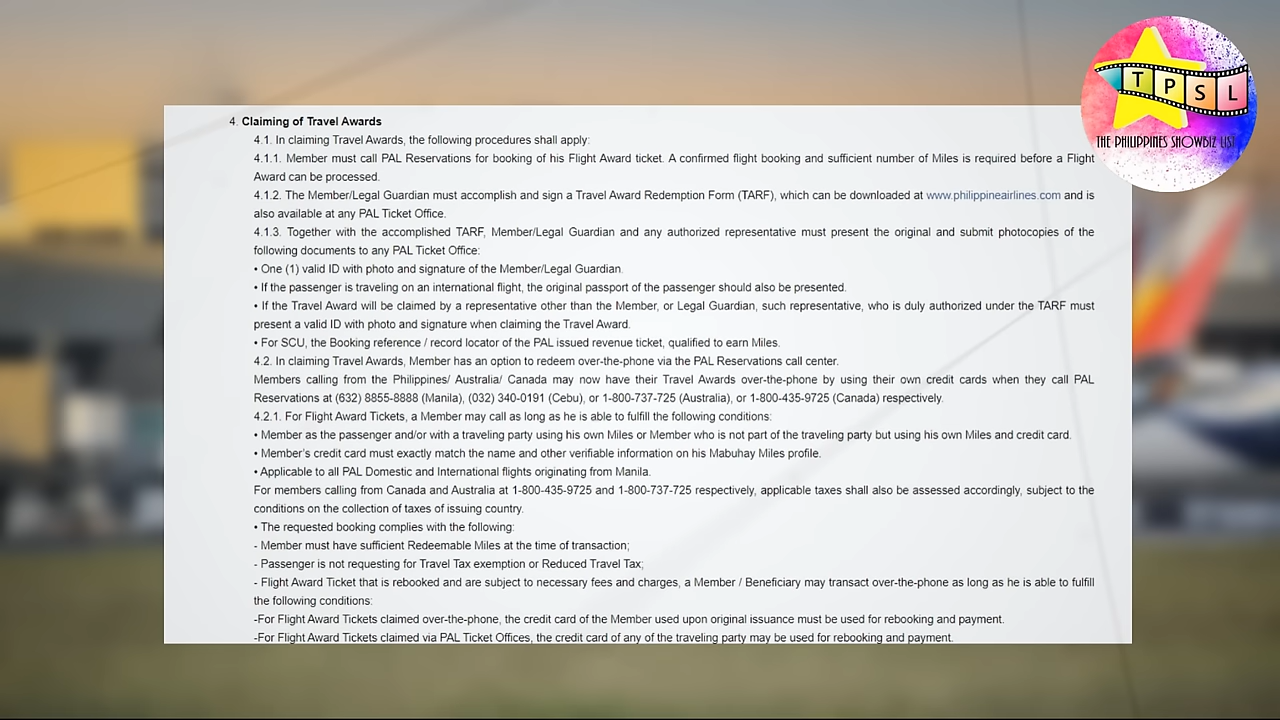 T P S L
THE PHILIPPINES SHOWBIZ LIST
4. Claiming of Travel Awards
4.1. In claiming Travel Awards, the following procedures shall apply:
4.1.1. Member must call PAL Reservations for booking of his Flight Award ticket. A confirmed flight booking and sufficient number of Miles is required before a Flight
Award can be processed.
4.1.2. The Member/Legal Guardian must accomplish and sign a Travel Award Redemption Form (TARF), which can be downloaded at www.philippineairlines.com and is
also available at any PAL Ticket Office.
4.1.3. Together with the accomplished TARF, Member/Legal Guardian and any authorized representative must present the original and submit photocopies of the
following documents to any PAL Ticket Office:
• One (1) valid ID with photo and signature of the Member/Legal Guardian.
• If the passenger is traveling on an international flight, the original passport of the passenger should also be presented.
• If the Travel Award will be claimed by a representative other than the Member, or Legal Guardian, such representative, who is duly authorized under the TARF must
present a valid ID with photo and signature when claiming the Travel Award.
• For SCU, the Booking reference / record locator of the PAL issued revenue ticket, qualified to earn Miles.
4.2. In claiming Travel Awards, Member has an option to redeem over-the-phone via the PAL Reservations call center.
Members calling from the Philippines/ Australia/ Canada may now have their Travel Awards over-the-phone by using their own credit cards when they call PAL
Reservations at (632) 8855-8888 (Manila), (032) 340-0191 (Cebu), or 1-800-737-725 (Australia), or 1-800-435-9725 (Canada) respectively.
4.2.1. For Flight Award Tickets, a Member may call as long as he is able to fulfill the following conditions:
• Member as the passenger and/or with a traveling party using his own Miles or Member who is not part of the traveling party but using his own Miles and credit card.
• Member's credit card must exactly match the name and other verifiable information on his Mabuhay Miles profile.
• Applicable to all PAL Domestic and International flights originating from Manila.
For members calling from Canada and Australia at 1-800-435-9725 and 1-800-737-725 respectively, applicable taxes shall also be assessed accordingly, subject to the
conditions on the collection of taxes of issuing country.
• The requested booking complies with the following:
- Member must have sufficient Redeemable Miles at the time of transaction;
- Passenger is not requesting for Travel Tax exemption or Reduced Travel Tax;
- Flight Award Ticket that is rebooked and are subject to necessary fees and charges, a Member / Beneficiary may transact over-the-phone as long as he is able to fulfill
the following conditions:
-For Flight Award Tickets claimed over-the-phone, the credit card of the Member used upon original issuance must be used for rebooking and payment.
-For Flight Award Tickets claimed via PAL Ticket Offices, the credit card of any of the traveling party may be used for rebooking and payment.